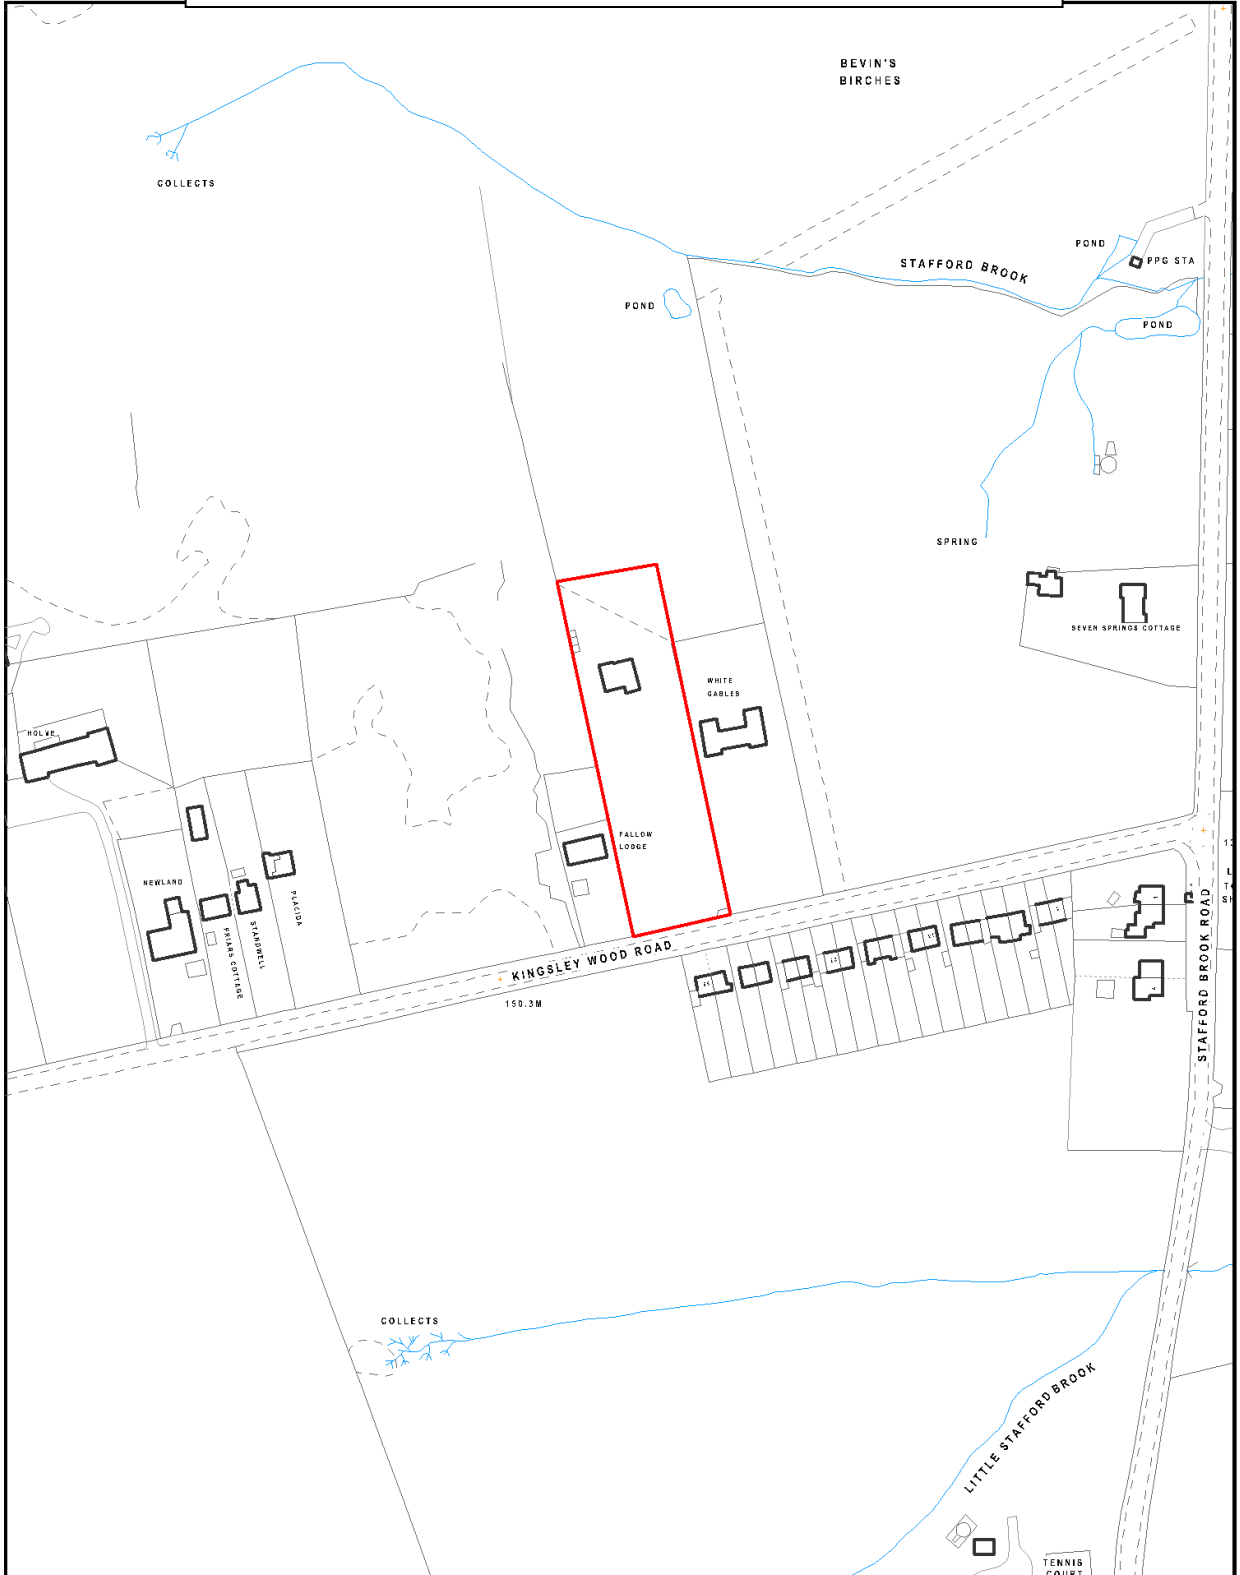 BEVIN'S
BIRCHES
COLLECTS
POND
PPG STA
STAFFORD BROOK
POND
POND
SPRING
SEVEN SPRINGS COTTAGE
WHITE
GABLES
HOLME
FALLOW
LODGE
NEWLAND
PLACIDA
STANDWELL
FRIARS COTTAGE
KINGSLEY WOOD ROAD
150.3M
STAFFORD BROOK ROAD
COLLECTS
LITTLE STAFFORD BROOK
TENNIS
COURT